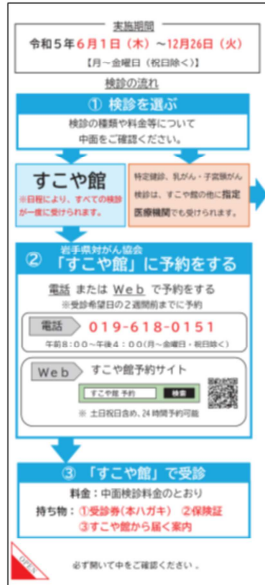 実施期間
令和５年６月１日（木）～12月26日（火）
【月～金曜日（祝日除く）】
検診の流れ
① 検診を選ぶ
検診の種類や料金等について
中面をご確認ください。
すこや館
※日程により、すべての検診
が一度に受けられます。
特定健診、乳がん・子宮頸がん
検診は、すこや館の他に指定
医療機関でも受けられます。
岩手県対がん協会
② 「すこや館」に予約をする
電話 または Ｗｅｂ で予約をする
※受診希望日の２週間前までに予約
電話 019-618-0151
午前８：００～午後４：００(月～金曜日・祝日除く)
Ｗｅｂ すこや館予約サイト
すこや館 予約 検索
※ 土日祝日含め、24時間予約可能
③ 「すこや館」で受診
料金：中面検診料金のとおり
持ち物：①受診券(本ハガキ) ②保険証
③すこや館から届く案内
OPEN
必ず開いて中をご確認ください 。